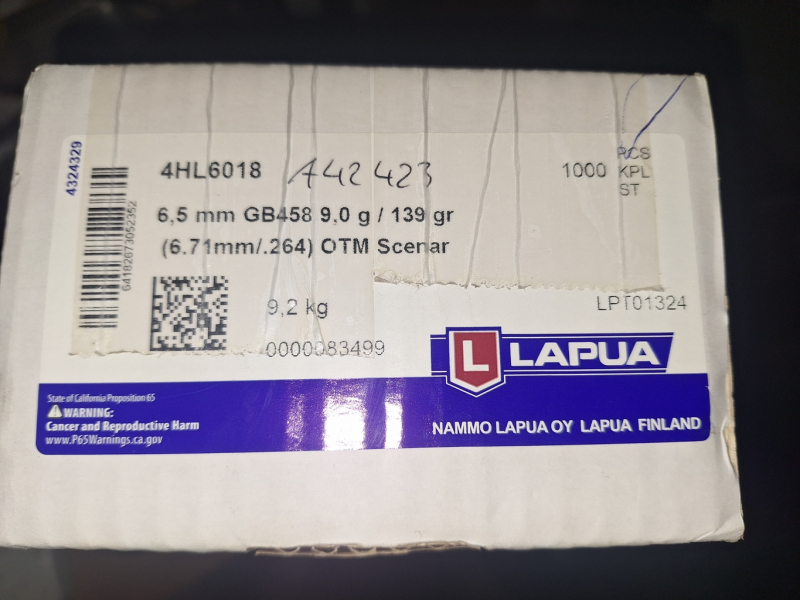 4324329
64182673052352
4HL6018 A42423
1000 PCS
KPL
ST
6,5 mm GB458 9,0 g / 139 gr
(6.71mm/.264) OTM Scenar
9,2 kg
LPT01324
0000083499
L LAPUA
State of California Proposition 65
WARNING:
Cancer and Reproductive Harm
www.P65Warnings.ca.gov
NAMMO LAPUA OY LAPUA FINLAND